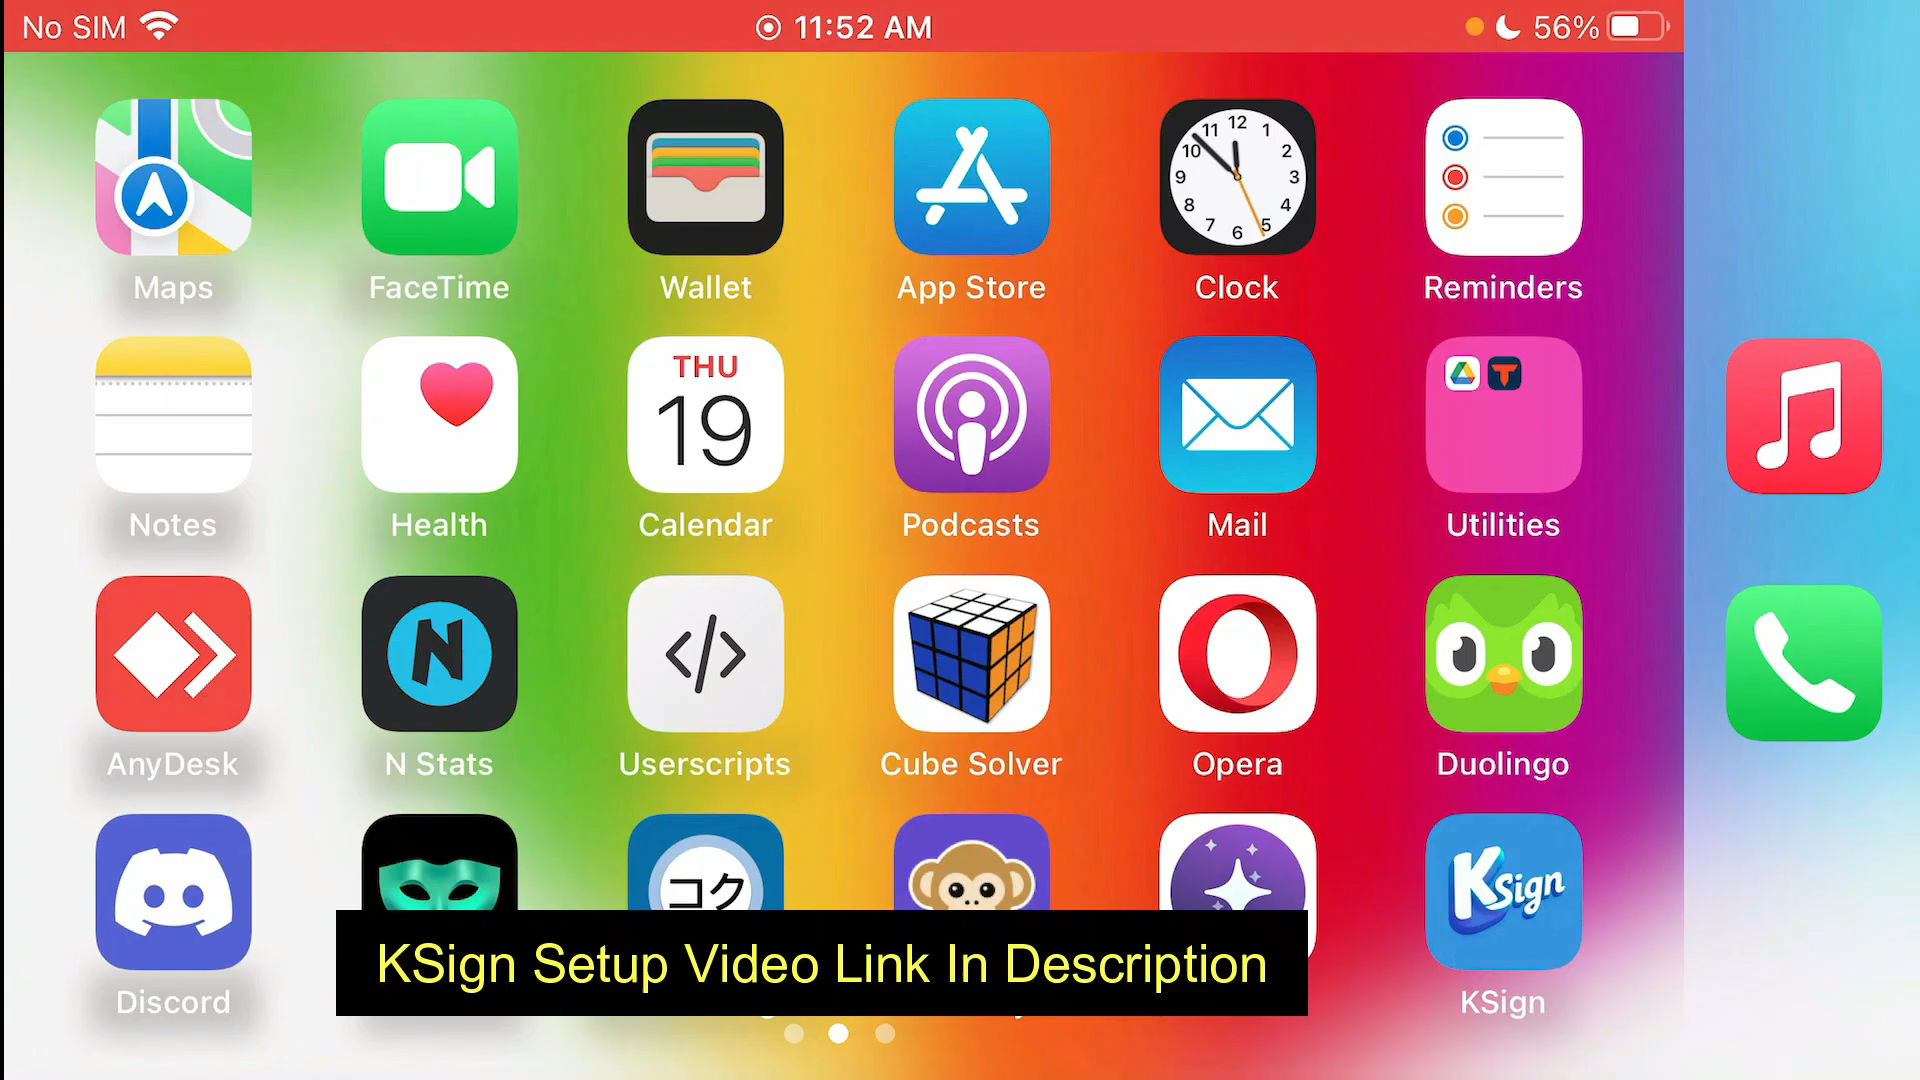 No SIM 11:52 AM 56%
12 1 2 3 4 5 6 7 8 9 10 11
Maps FaceTime Wallet App Store Clock Reminders
THU
19
Notes Health Calendar Podcasts Mail Utilities
N
</>
AnyDesk N Stats Userscripts Cube Solver Opera Duolingo
コク
KSign
KSign Setup Video Link In Description
Discord KSign